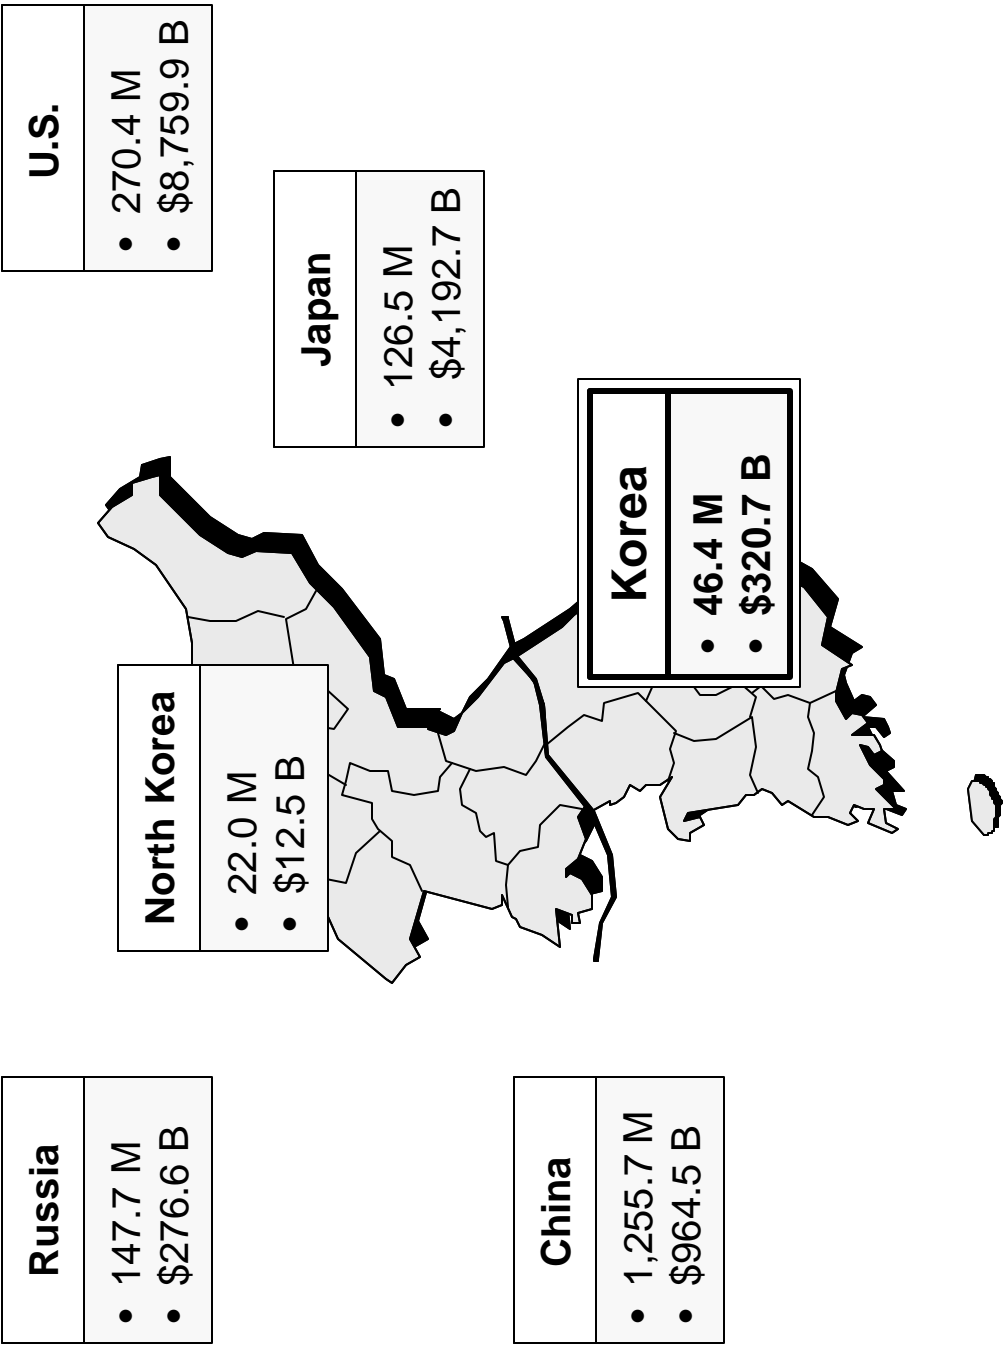 Russia
• 147.7 M
• $276.6 B
U.S.
• 270.4 M
• $8,759.9 B
North Korea
• 22.0 M
• $12.5 B
Japan
• 126.5 M
• $4,192.7 B
China
• 1,255.7 M
• $964.5 B
Korea
• 46.4 M
• $320.7 B